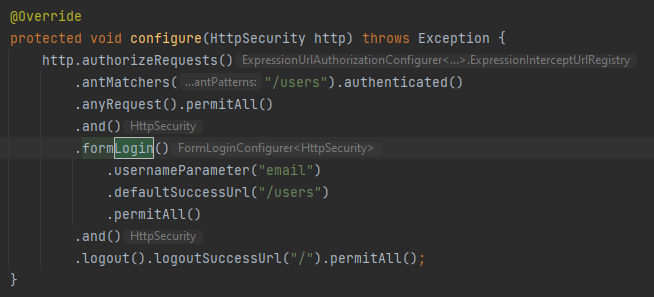 @Override
protected void configure(HttpSecurity http) throws Exception {
http.authorizeRequests() ExpressionUrlAuthorizationConfigurer<...>.ExpressionInterceptUrlRegistry
.antMatchers( ...antPatterns: "/users").authenticated()
.anyRequest().permitAll()
.and() HttpSecurity
.formLogin() FormLoginConfigurer<HttpSecurity>
.usernameParameter("email")
.defaultSuccessUrl("/users")
.permitAll()
.and() HttpSecurity
.logout().logoutSuccessUrl("/").permitAll();
}